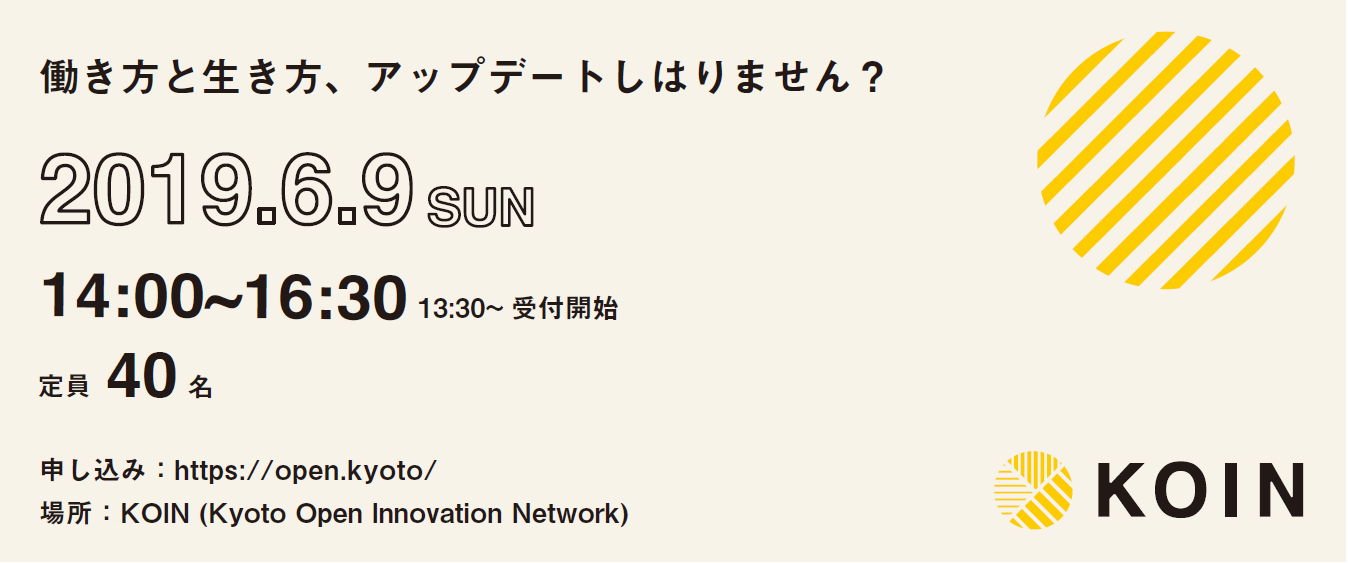 働き方と生き方、アップデートしはりません？
2019.6.9 SUN
14:00~16:30 13:30~ 受付開始
定員 40 名
申し込み：https://open.kyoto/
場所：KOIN (Kyoto Open Innovation Network)
KOIN